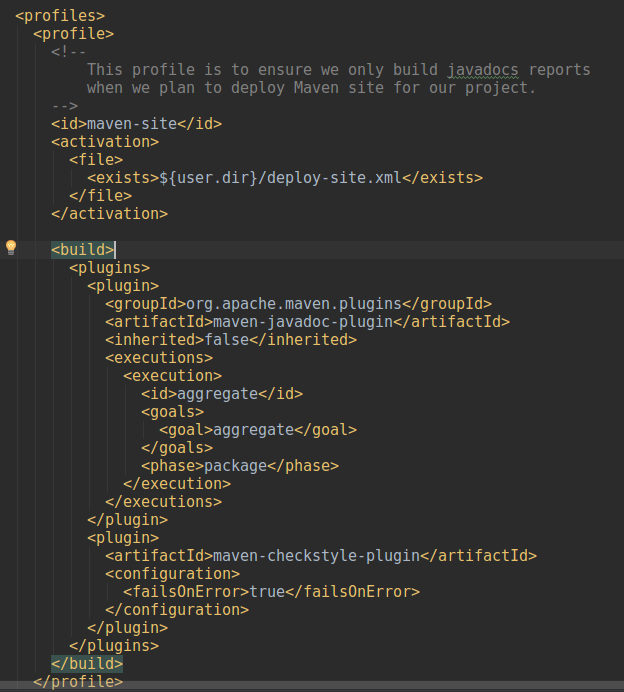 <profiles>
<profile>
<!--
This profile is to ensure we only build javadocs reports
when we plan to deploy Maven site for our project.
-->
<id>maven-site</id>
<activation>
<file>
<exists>${user.dir}/deploy-site.xml</exists>
</file>
</activation>
<build>
<plugins>
<plugin>
<groupId>org.apache.maven.plugins</groupId>
<artifactId>maven-javadoc-plugin</artifactId>
<inherited>false</inherited>
<executions>
<execution>
<id>aggregate</id>
<goals>
<goal>aggregate</goal>
</goals>
<phase>package</phase>
</execution>
</executions>
</plugin>
<plugin>
<artifactId>maven-checkstyle-plugin</artifactId>
<configuration>
<failsOnError>true</failsOnError>
</configuration>
</plugin>
</plugins>
</build>
</profile>